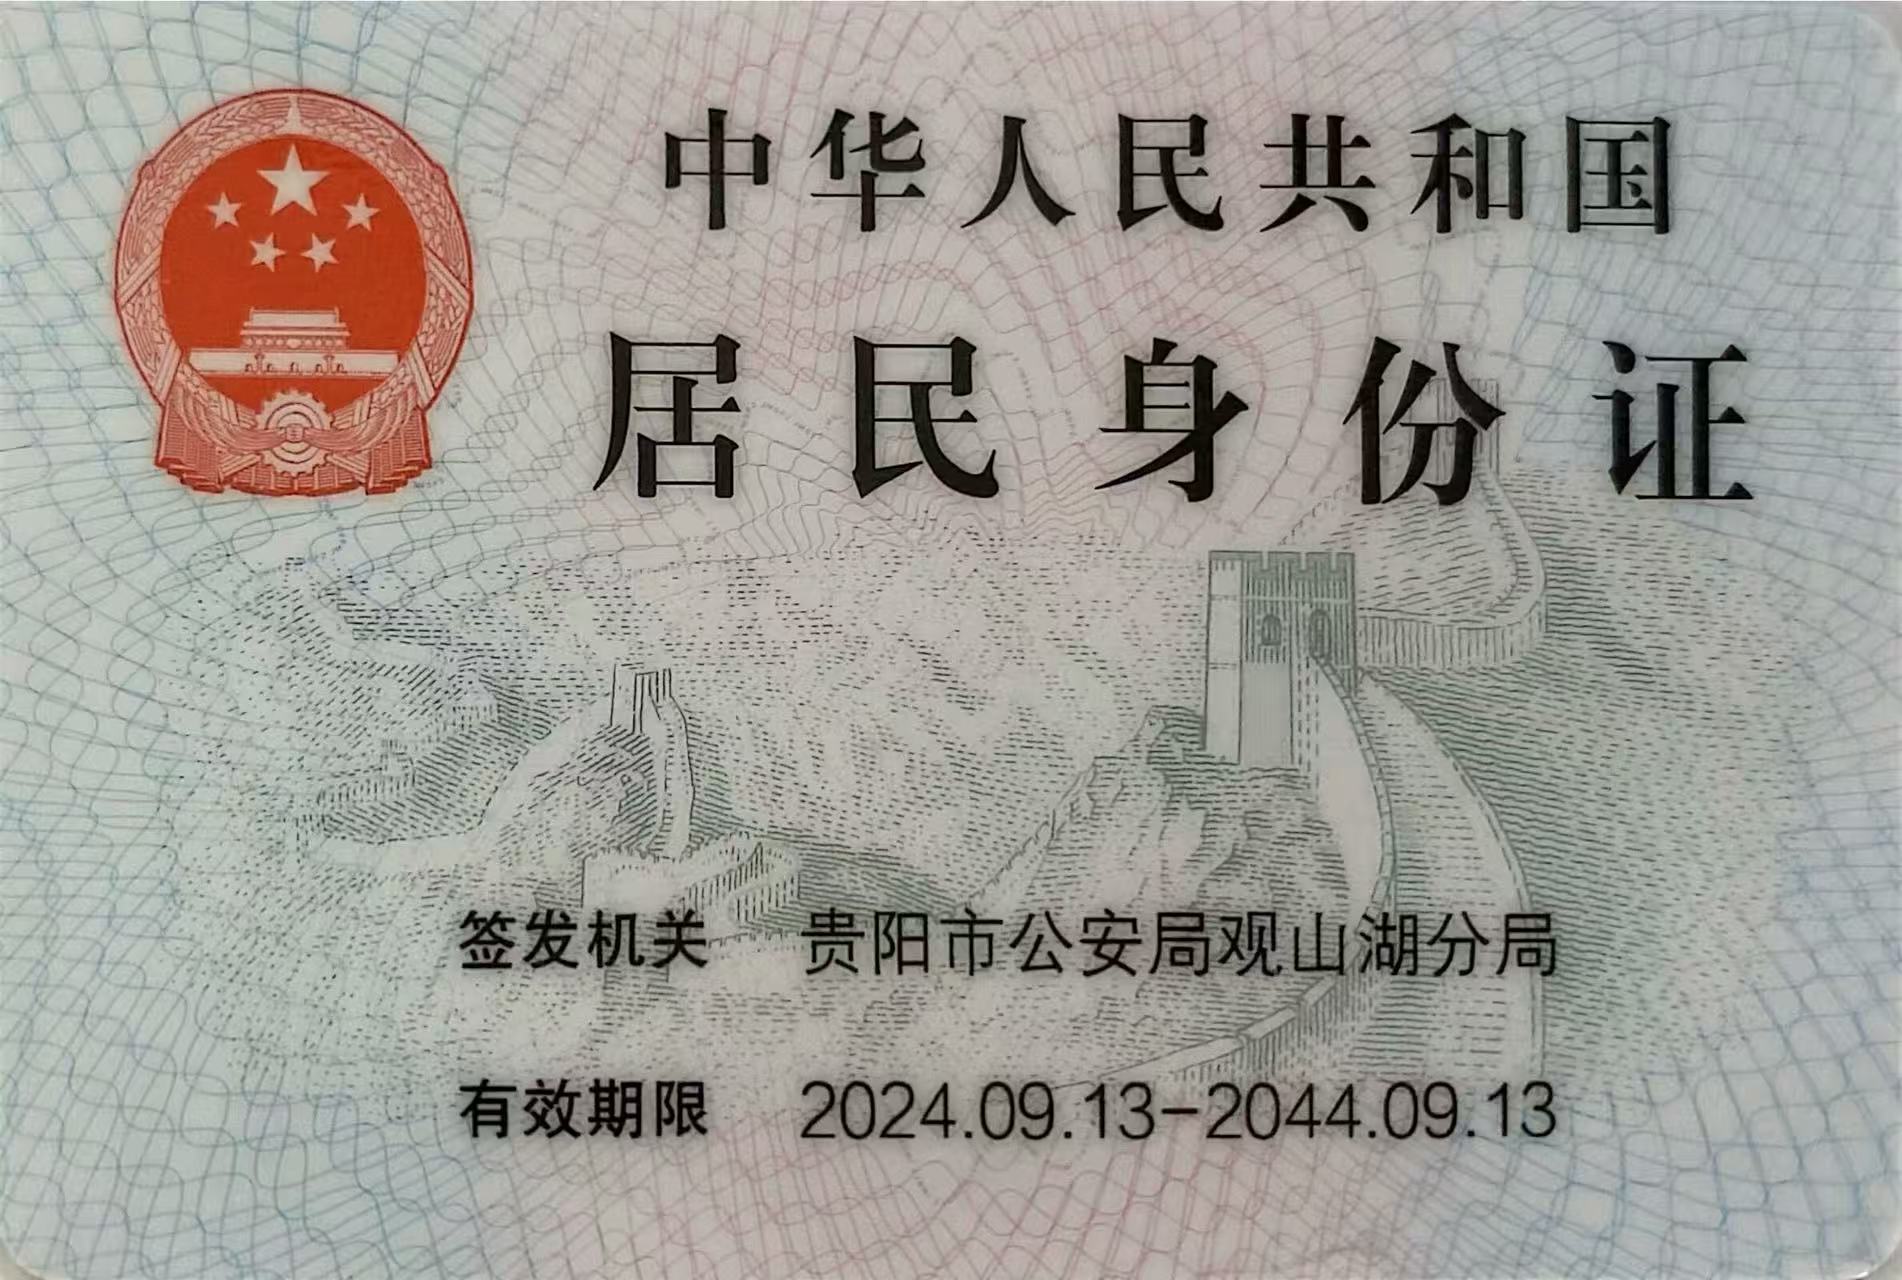 中华人民共和国
居民身份证
签发机关 贵阳市公安局观山湖分局
有效期限 2024.09.13-2044.09.13